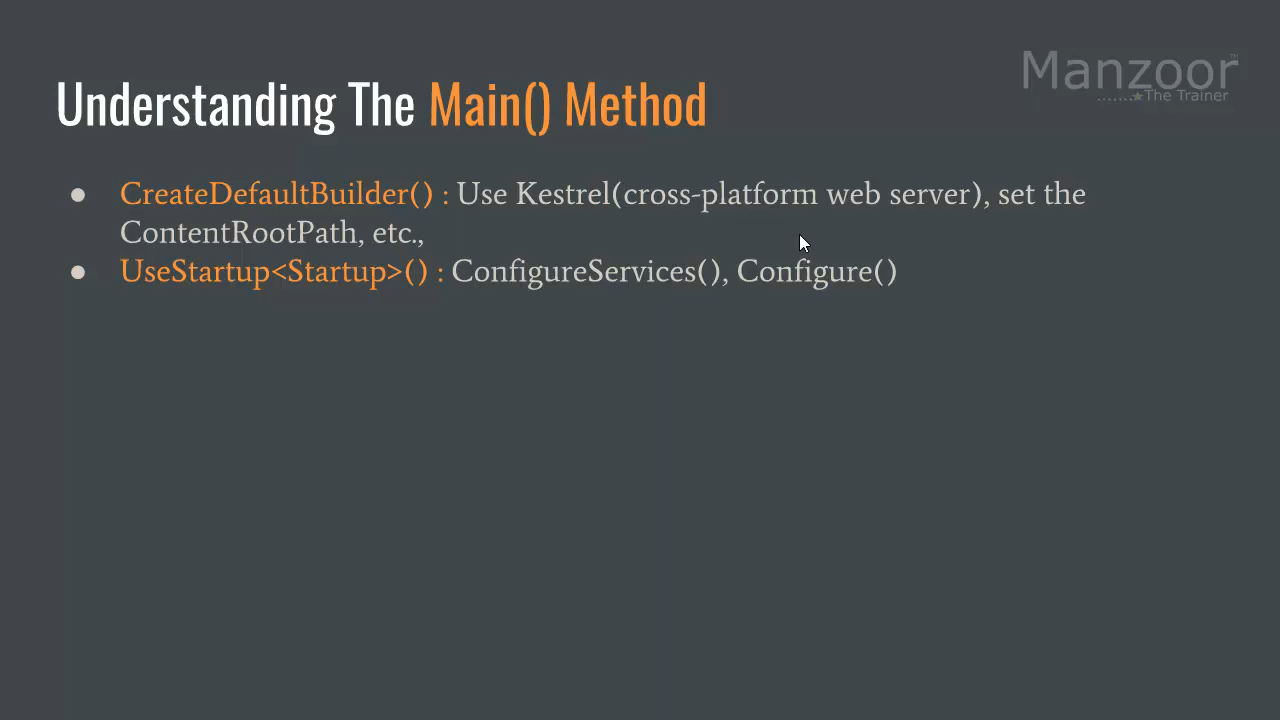 Manzoor™
.......★The Trainer
Understanding The Main() Method
● CreateDefaultBuilder() : Use Kestrel(cross-platform web server), set the
ContentRootPath, etc.,
● UseStartup<Startup>() : ConfigureServices(), Configure()